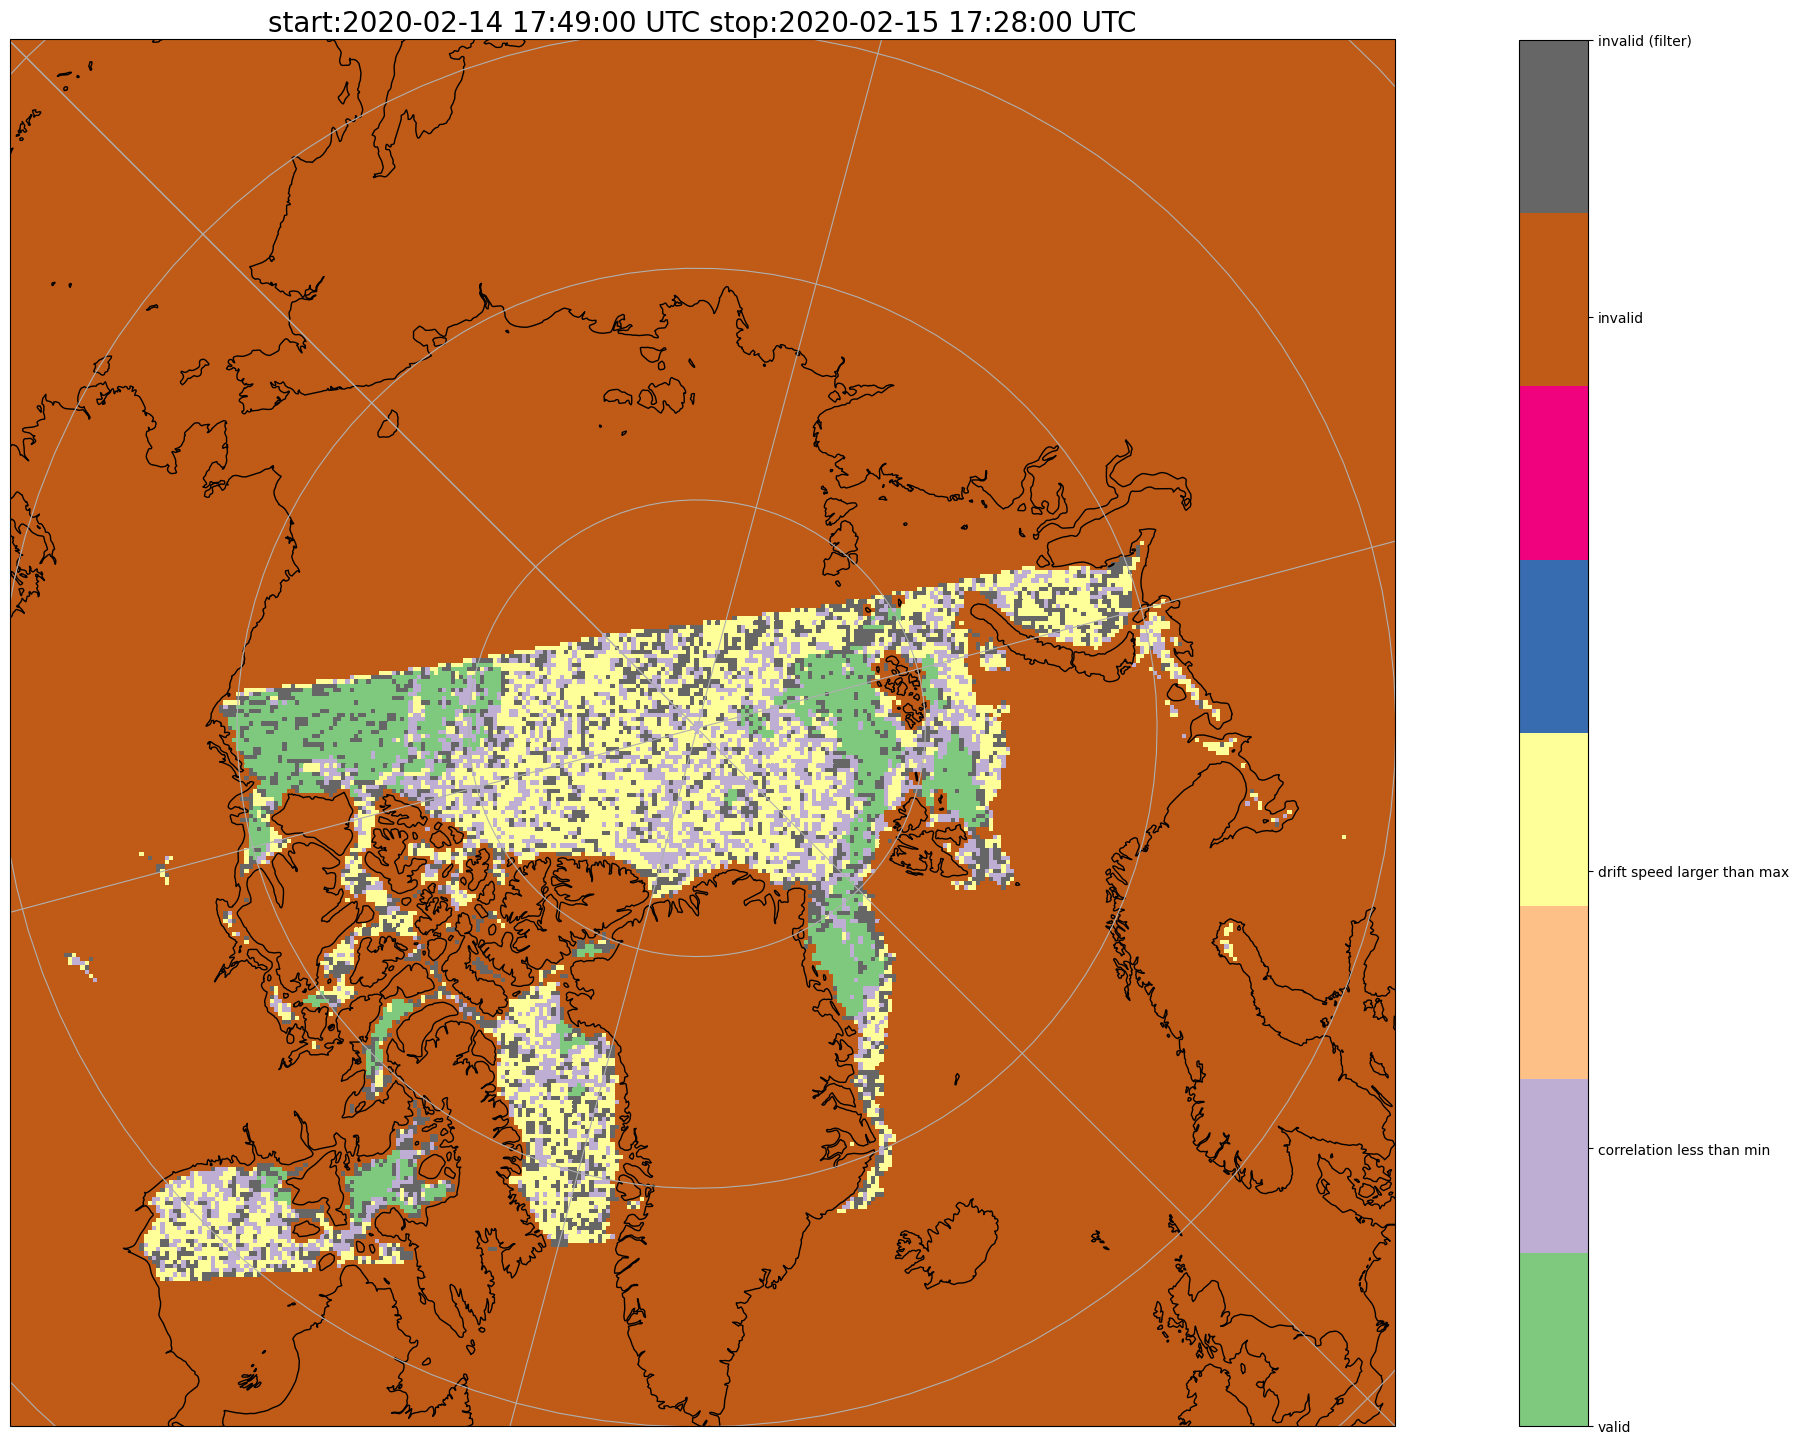 start:2020-02-14 17:49:00 UTC stop:2020-02-15 17:28:00 UTC
invalid (filter)
invalid
drift speed larger than max
correlation less than min
valid